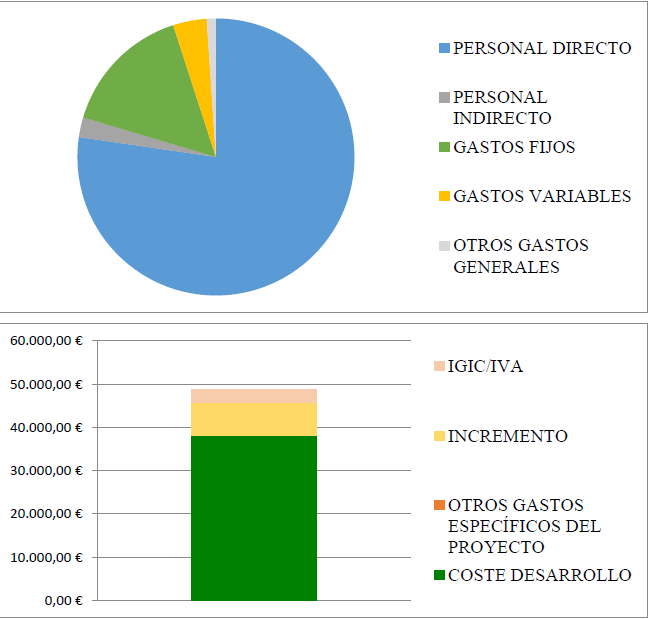 PERSONAL DIRECTO
PERSONAL
INDIRECTO
GASTOS FIJOS
GASTOS VARIABLES
OTROS GASTOS
GENERALES
60.000,00 €
50.000,00 €
40.000,00 €
30.000,00 €
20.000,00 €
10.000,00 €
0,00 €
IGIC/IVA
INCREMENTO
OTROS GASTOS
ESPECÍFICOS DEL
PROYECTO
COSTE DESARROLLO